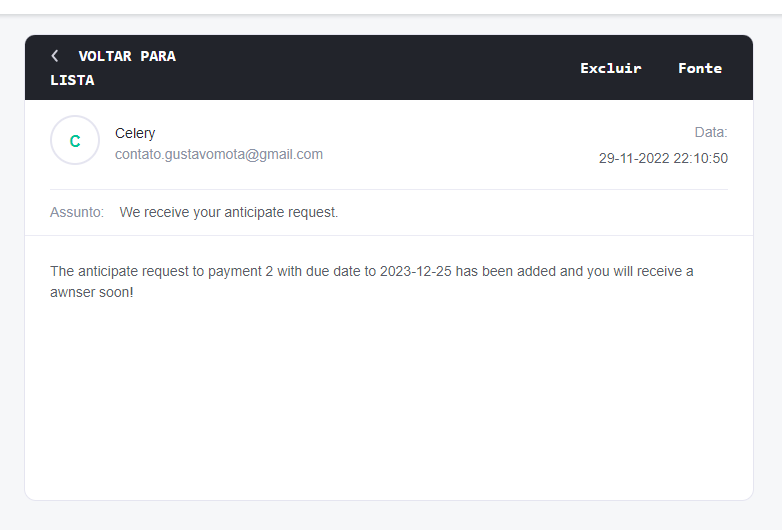 VOLTAR PARA
LISTA
Excluir Fonte
C
Celery
contato.gustavomota@gmail.com
Data:
29-11-2022 22:10:50
Assunto: We receive your anticipate request.
The anticipate request to payment 2 with due date to 2023-12-25 has been added and you will receive a
awnser soon!